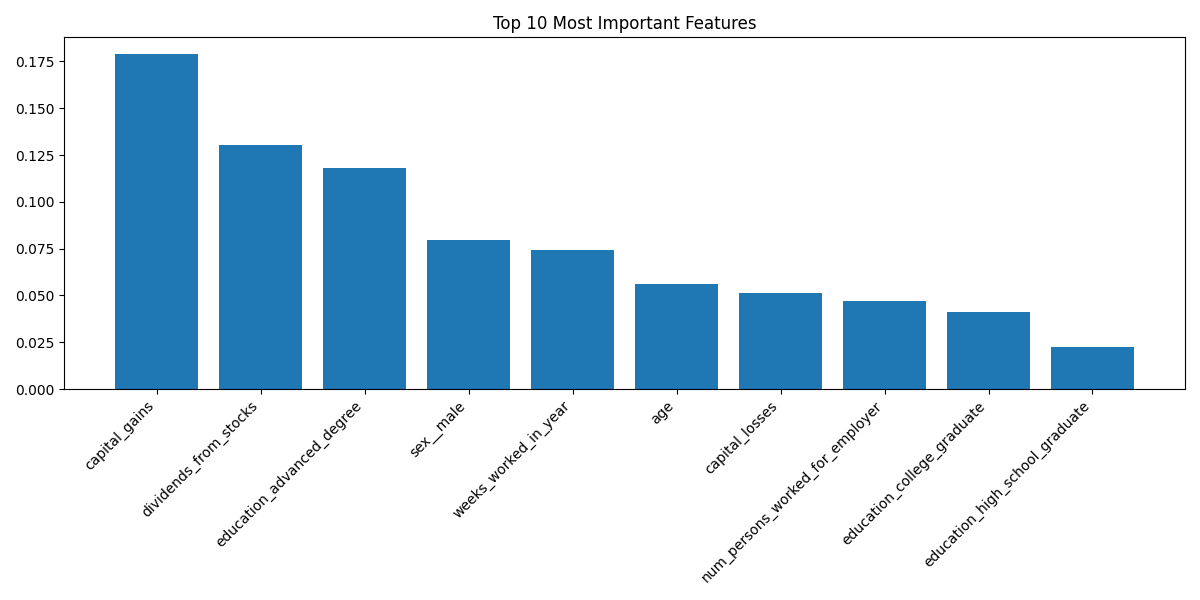 Top 10 Most Important Features
0.175
0.150
0.125
0.100
0.075
0.050
0.025
0.000
capital_gains
dividends_from_stocks
education_advanced_degree
sex__male
weeks_worked_in_year
age
capital_losses
num_persons_worked_for_employer
education_college_graduate
education_high_school_graduate